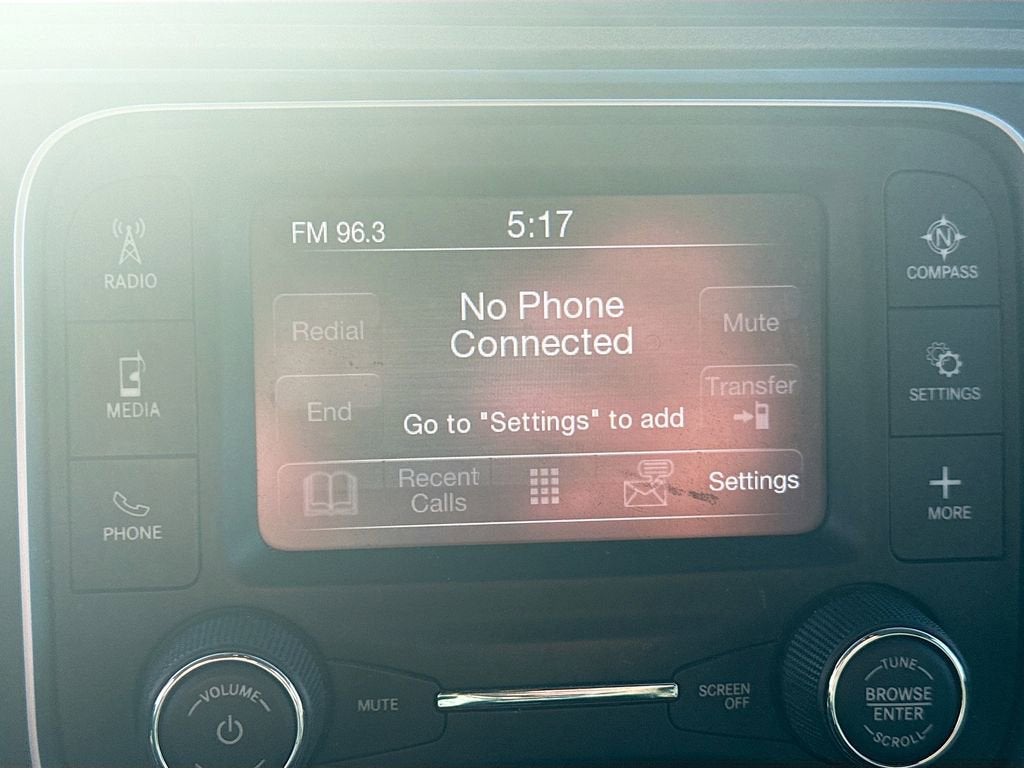 FM 96.3 5:17
RADIO
MEDIA
PHONE
No Phone
Connected
Redial
End
Mute
Transfer
Go to "Settings" to add
Recent
Calls
Settings
N
COMPASS
SETTINGS
MORE
VOLUME
MUTE
SCREEN
OFF
TUNE
BROWSE
ENTER
SCROLL